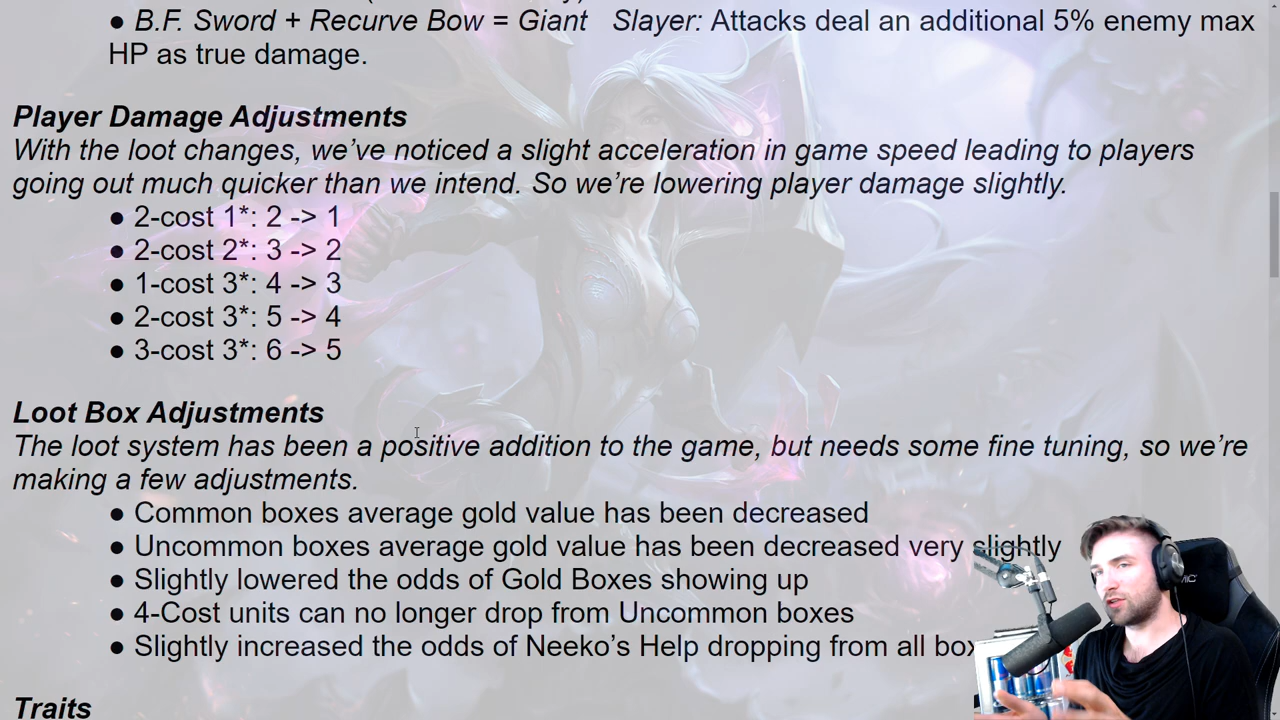 ● B.F. Sword + Recurve Bow = Giant Slayer: Attacks deal an additional 5% enemy max
HP as true damage.
Player Damage Adjustments
With the loot changes, we’ve noticed a slight acceleration in game speed leading to players
going out much quicker than we intend. So we’re lowering player damage slightly.
● 2-cost 1*: 2 -> 1
● 2-cost 2*: 3 -> 2
● 1-cost 3*: 4 -> 3
● 2-cost 3*: 5 -> 4
● 3-cost 3*: 6 -> 5
Loot Box Adjustments
The loot system has been a positive addition to the game, but needs some fine tuning, so we’re
making a few adjustments.
● Common boxes average gold value has been decreased
● Uncommon boxes average gold value has been decreased very slightly
● Slightly lowered the odds of Gold Boxes showing up
● 4-Cost units can no longer drop from Uncommon boxes
● Slightly increased the odds of Neeko’s Help dropping from all
Traits